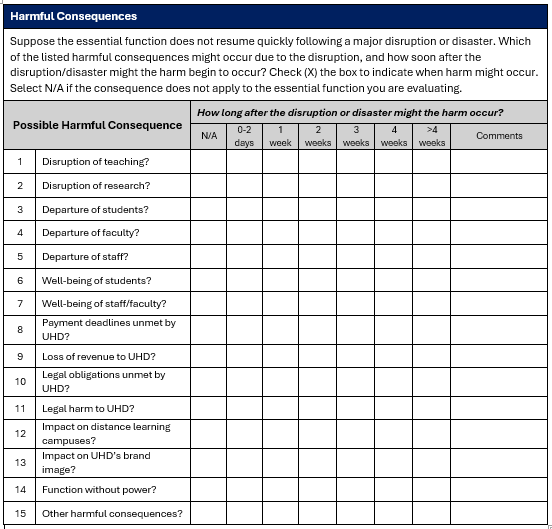 Harmful Consequences
Suppose the essential function does not resume quickly following a major disruption or disaster. Which
of the listed harmful consequences might occur due to the disruption, and how soon after the
disruption/disaster might the harm begin to occur? Check (X) the box to indicate when harm might occur.
Select N/A if the consequence does not apply to the essential function you are evaluating.
Possible Harmful Consequence
How long after the disruption or disaster might the harm occur?
N/A 0-2 days 1 week 2 weeks 3 weeks 4 weeks >4 weeks Comments
1 Disruption of teaching?
2 Disruption of research?
3 Departure of students?
4 Departure of faculty?
5 Departure of staff?
6 Well-being of students?
7 Well-being of staff/faculty?
8 Payment deadlines unmet by
UHD?
9 Loss of revenue to UHD?
10 Legal obligations unmet by
UHD?
11 Legal harm to UHD?
12 Impact on distance learning
campuses?
13 Impact on UHD's brand
image?
14 Function without power?
15 Other harmful consequences?